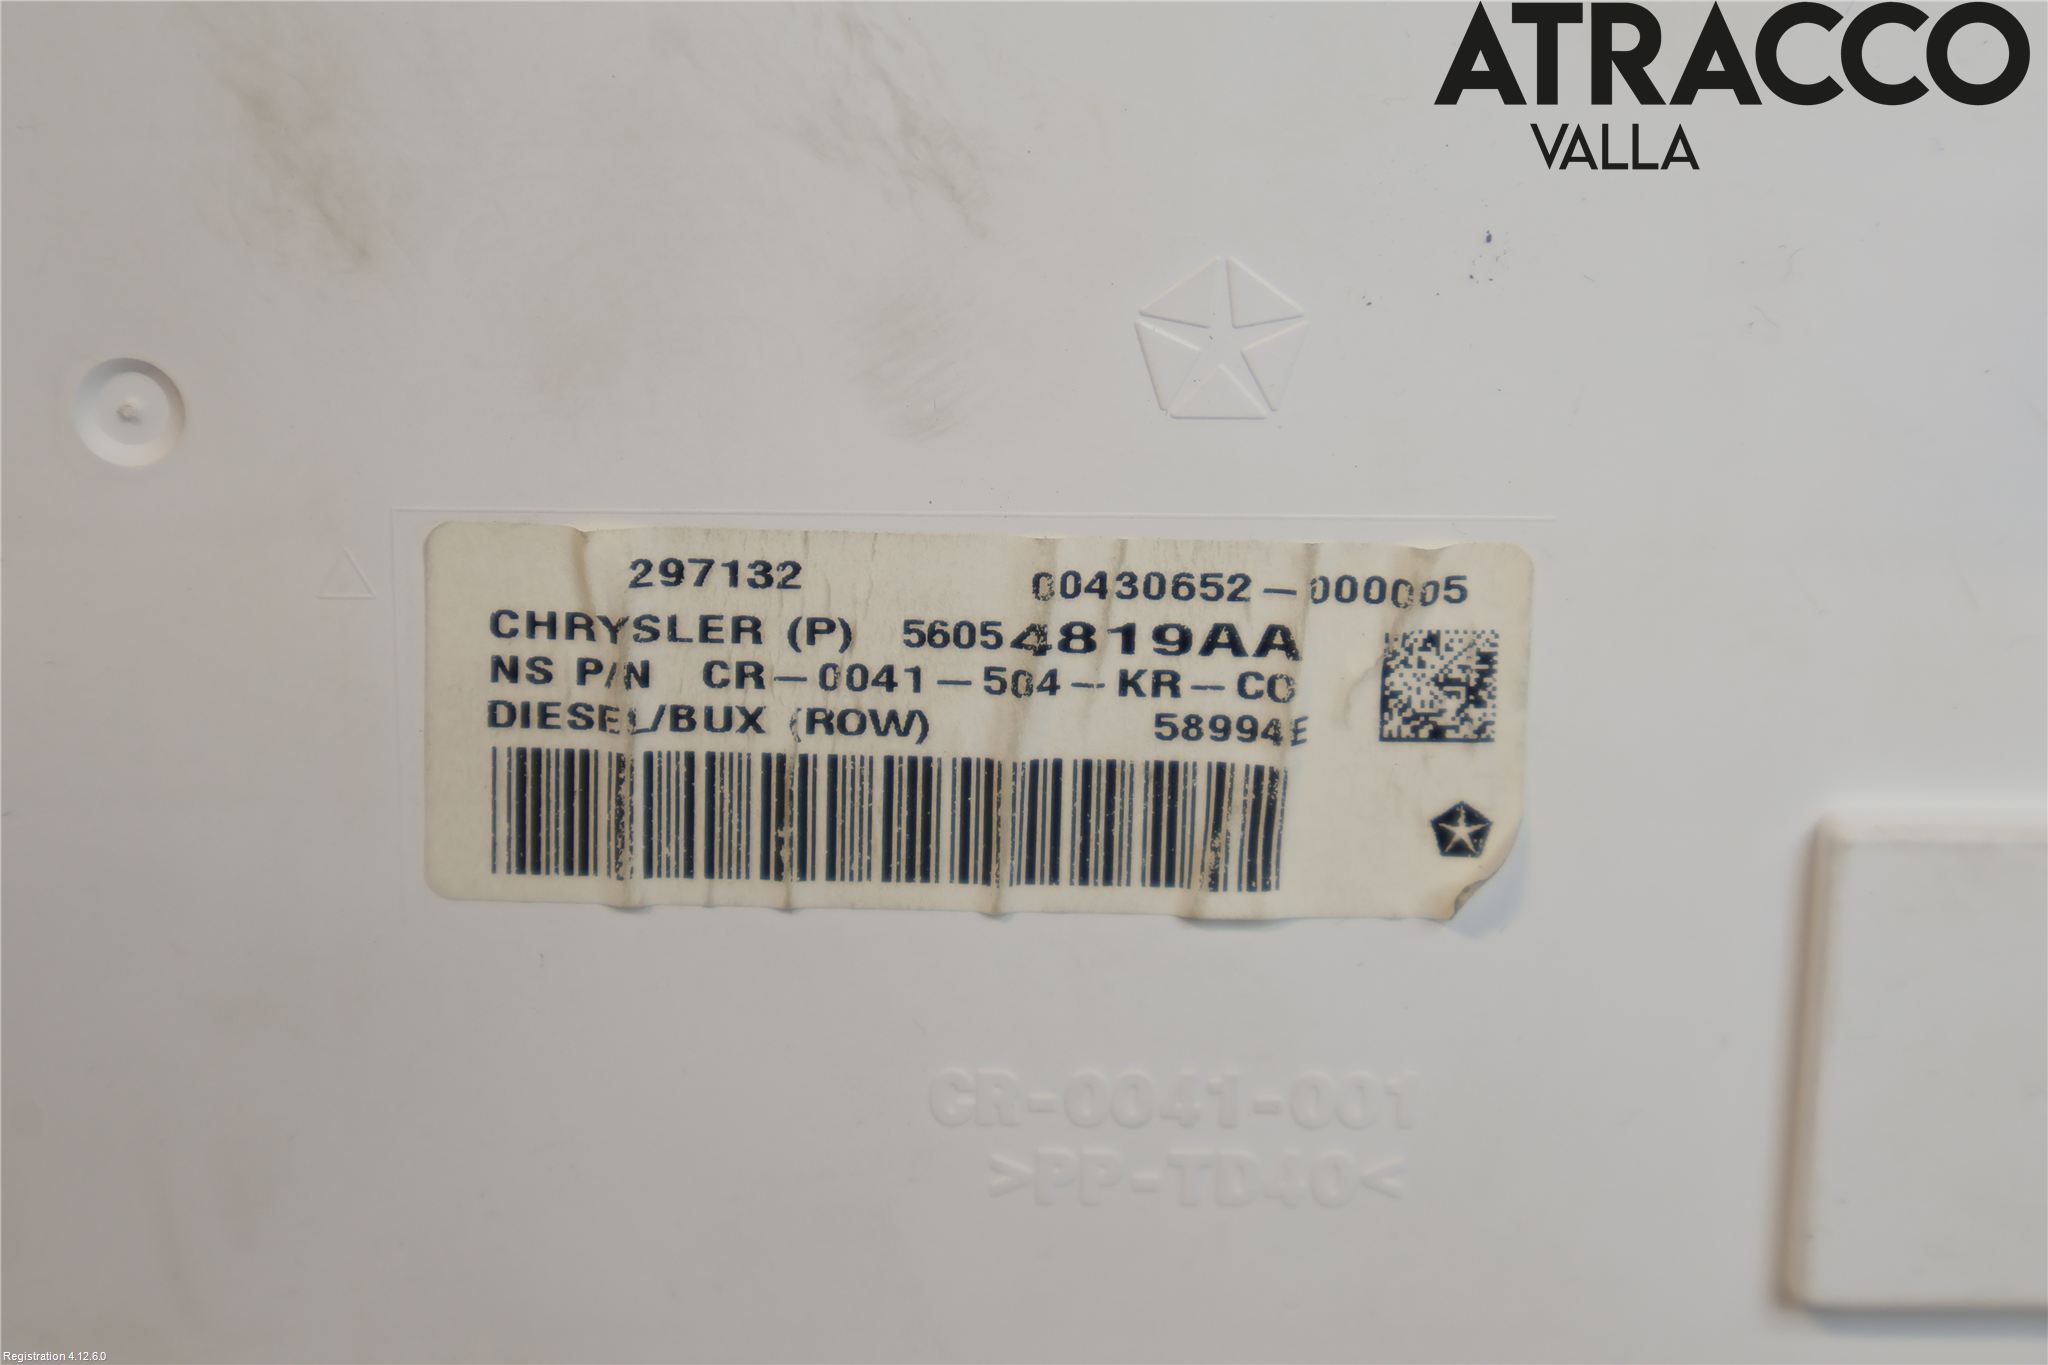 ATRACCO
VALLA
297132 00430652-000005
CHRYSLER (P) 56054819AA
NS P/N CR-0041-504-KR-CC
DIESEL/BUX (ROW) 58994E
CR-0041-001
>PP-TD40<
Registration 4.12.6.0